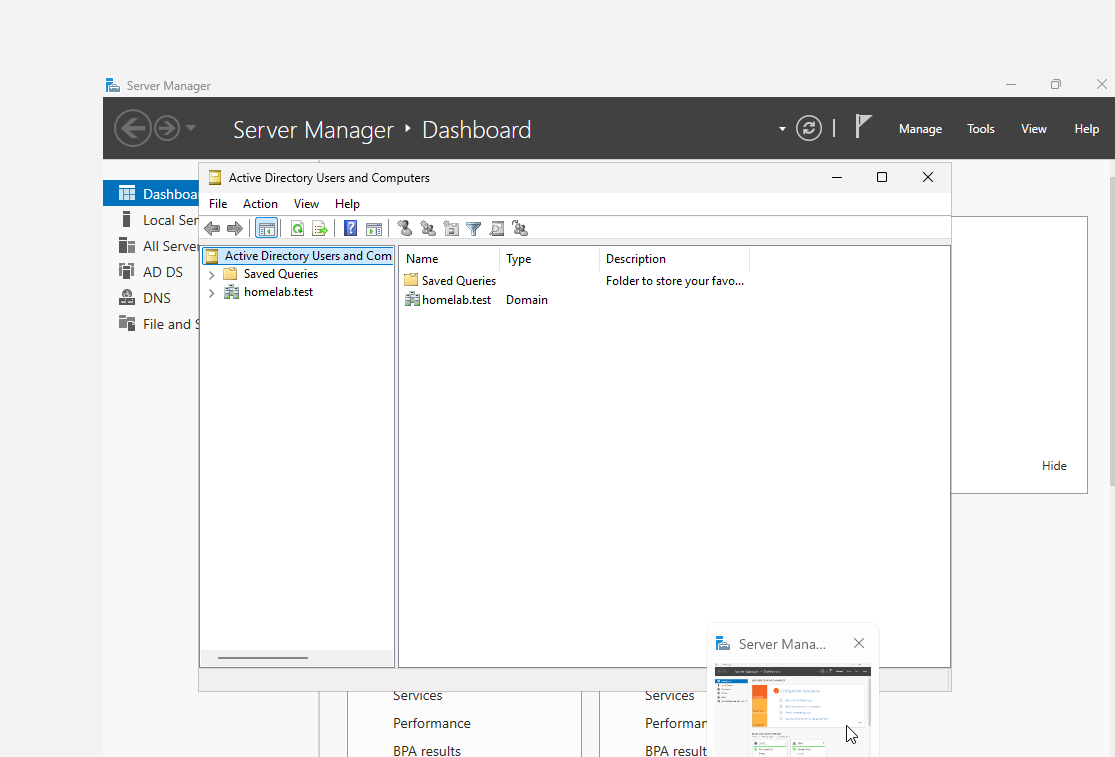 Server Manager
Server Manager Dashboard
Manage Tools View Help
Active Directory Users and Computers
File Action View Help
Dashboa
Local Ser
All Serve
AD DS
DNS
File and S
Active Directory Users and Com
Saved Queries
homelab.test
Name Type Description
Saved Queries Folder to store your favo...
homelab.test Domain
Hide
Server Mana...
Services
Performance
BPA results
Services
Performan
BPA result